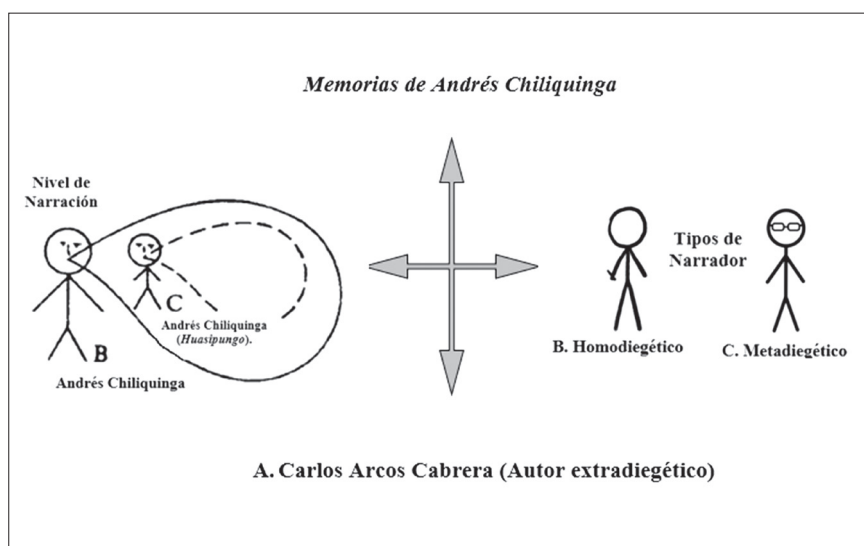 Memorias de Andrés Chiliquinga
Nivel de
Narración
C
Andrés Chiliquinga
(Huasipungo).
B
Andrés Chiliquinga
Tipos de
Narrador
B. Homodiegético
C. Metadiegético
A. Carlos Arcos Cabrera (Autor extradiegético)